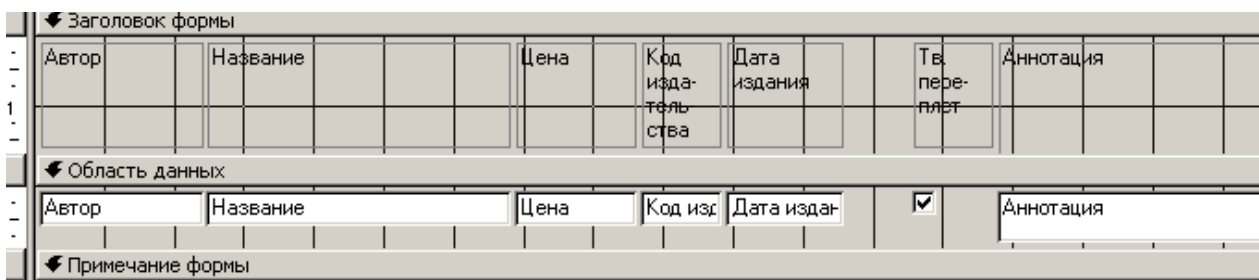 Заголовок формы
Автор Название Цена Код Дата Тв. Аннотация
изда- издания пере-
тель плет
ства
1
Область данных
Автор Название Цена Код изд Дата издан Аннотация
Примечание формы